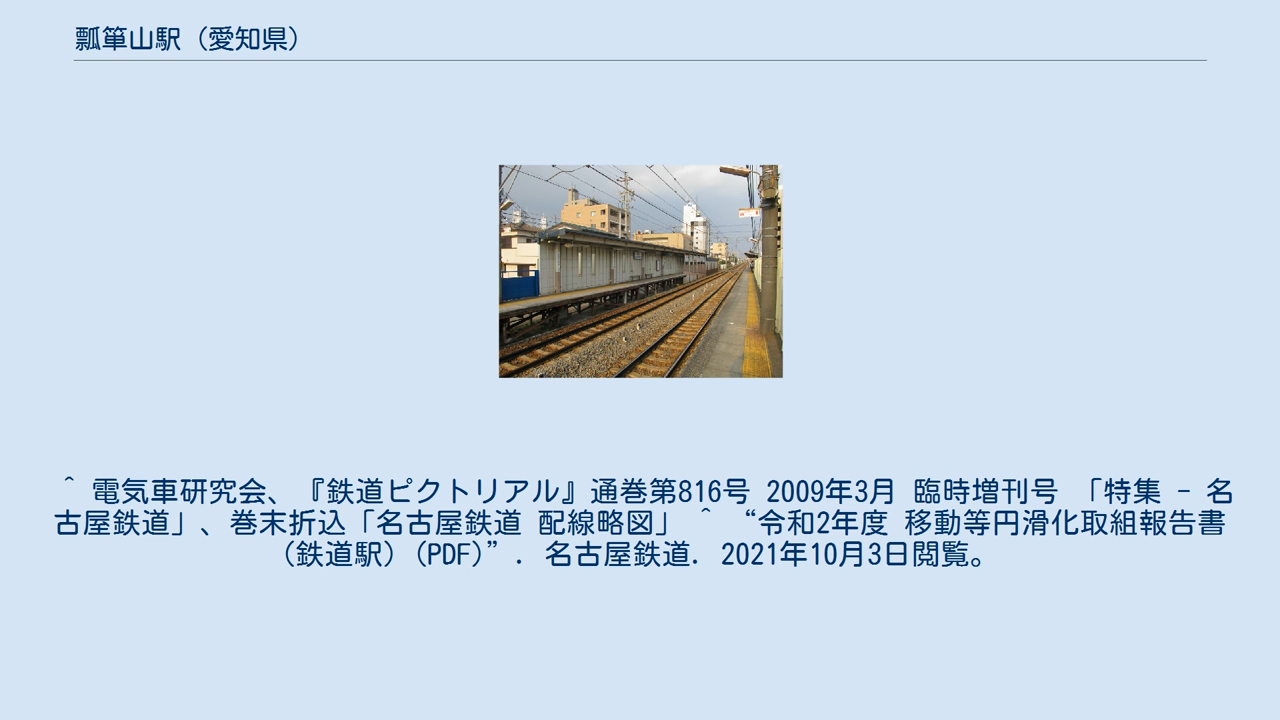 瓢箪山駅 (愛知県)
^ 電気車研究会、『鉄道ピクトリアル』通巻第816号 2009年3月 臨時増刊号 「特集 - 名
古屋鉄道」、巻末折込「名古屋鉄道 配線略図」 ^ “令和2年度 移動等円滑化取組報告書
(鉄道駅) (PDF)”. 名古屋鉄道. 2021年10月3日閲覧。